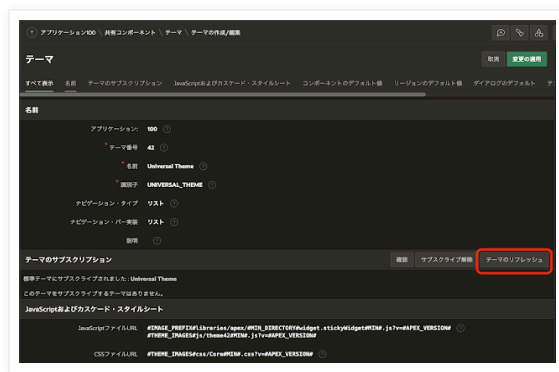 アプリケーション100 \ 共有コンポーネント \ テーマ \ テーマの作成/編集
テーマ
取消
変更の適用
すべて表示 名前 テーマのサブスクリプション JavaScriptおよびカスケード・スタイルシート コンポーネントのデフォルト値 リージョンのデフォルト値 ダイアログのデフォルト
名前
アプリケーション: 100
* テーマ番号 42
* 名前 Universal Theme
* 識別子 UNIVERSAL_THEME
ナビゲーション・タイプ リスト
ナビゲーション・バー実装 リスト
説明
テーマのサブスクリプション
確認 サブスクライブ解除 テーマのリフレッシュ
標準テーマにサブスクライブされました : Universal Theme
このテーマをサブスクライブするテーマはありません。
JavaScriptおよびカスケード・スタイルシート
JavaScriptファイルURL #IMAGE_PREFIX#libraries/apex/#MIN_DIRECTORY#widget.stickyWidget#MIN#.js?v=#APEX_VERSION#
#THEME_IMAGES#js/theme42#MIN#.js?v=#APEX_VERSION#
CSSファイルURL #THEME_IMAGES#css/Core#MIN#.css?v=#APEX_VERSION#